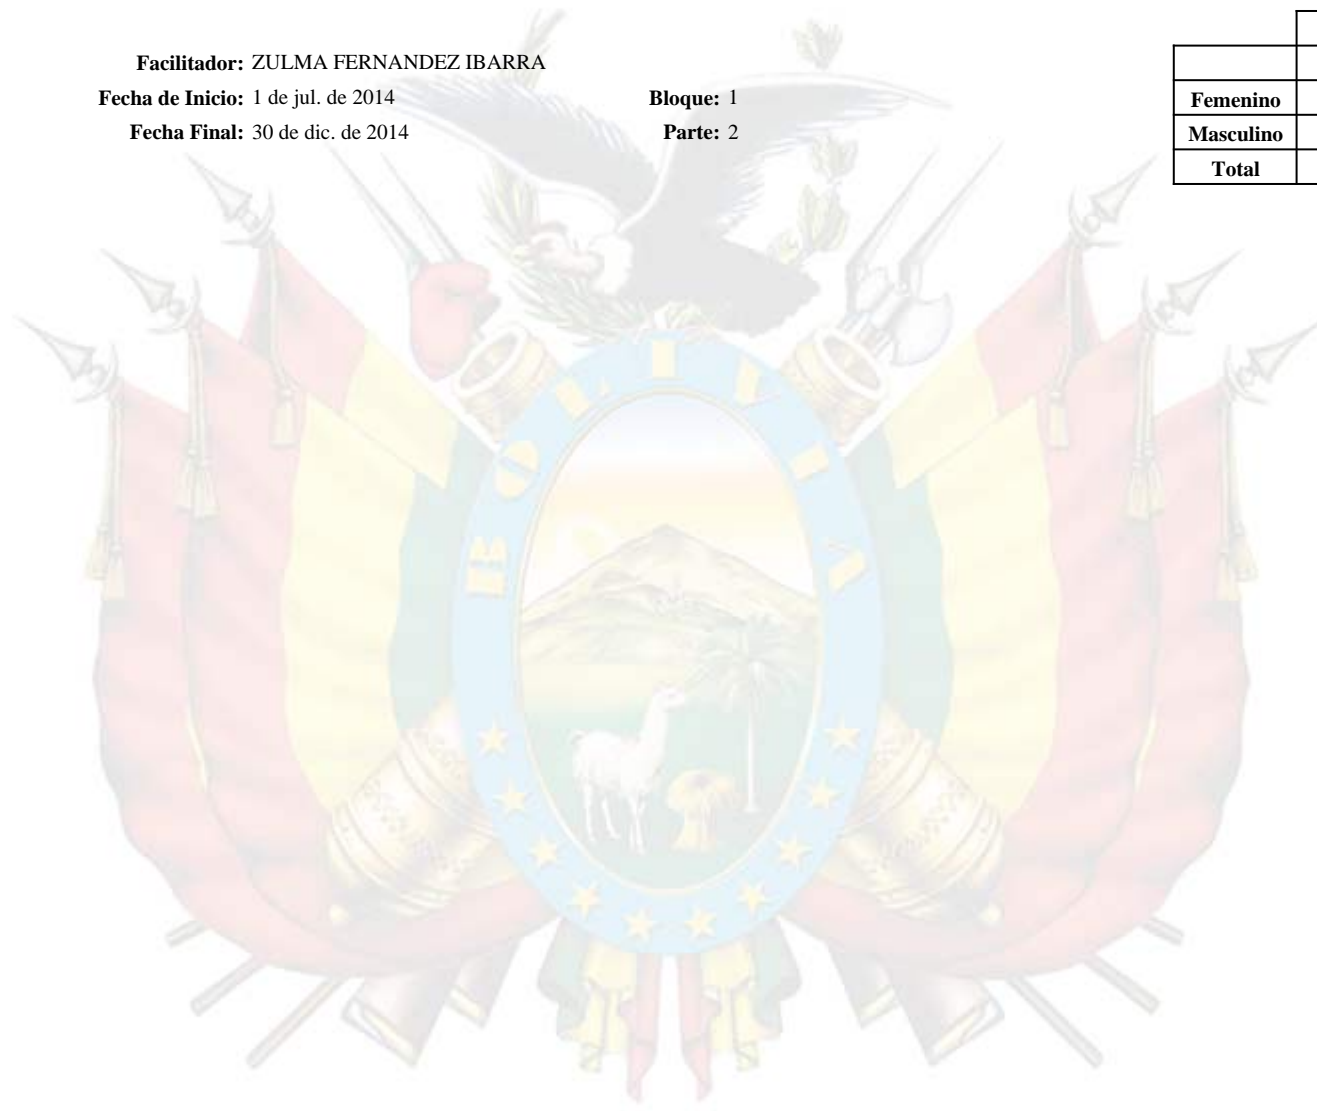 Facilitador: ZULMA FERNANDEZ IBARRA
Fecha de Inicio: 1 de jul. de 2014 Bloque: 1
Fecha Final: 30 de dic. de 2014 Parte: 2
Femenino
Masculino
Total
BOLIVIA